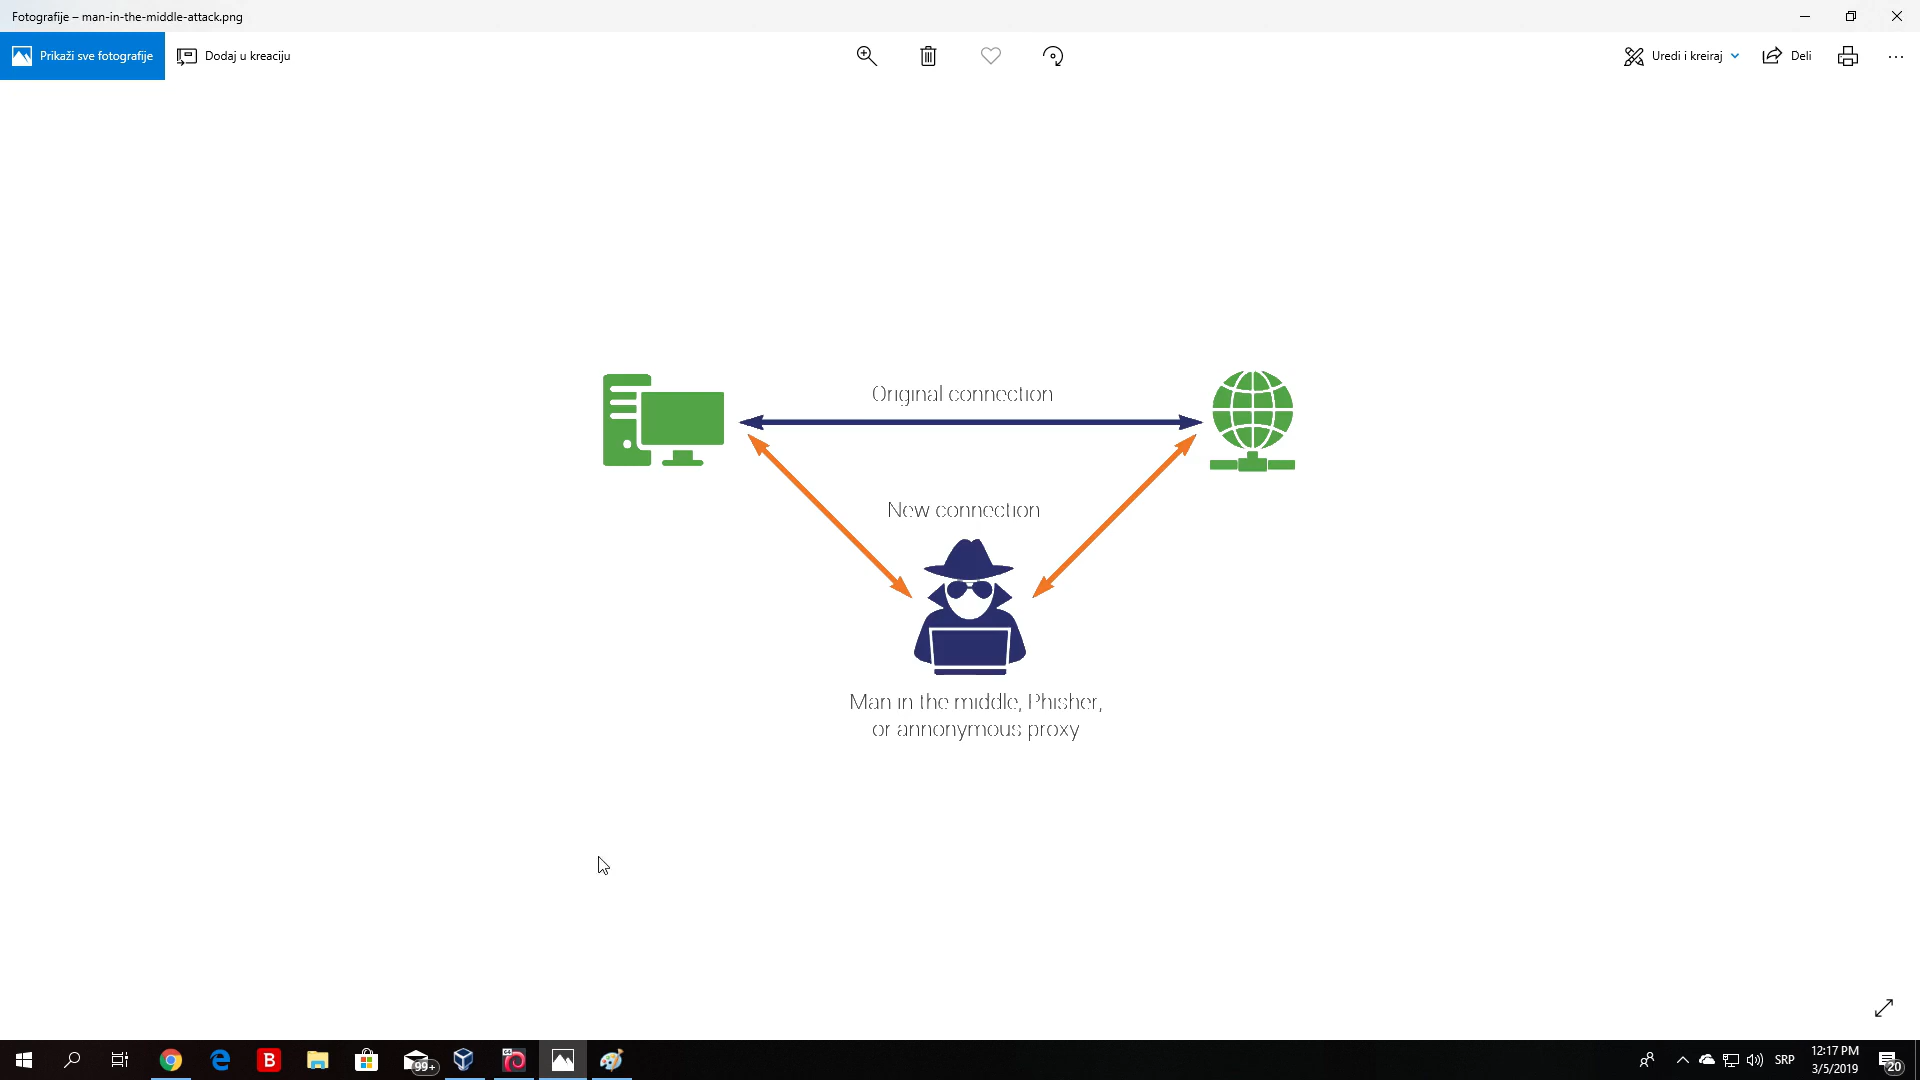 Fotografije – man-in-the-middle-attack.png
Prikaži sve fotografije
Dodaj u kreaciju
Uredi i kreiraj
Deli
Original connection
New connection
Man in the middle, Phisher,
or annonymous proxy
B
99+
64
SRP
12:17 PM
3/5/2019
20